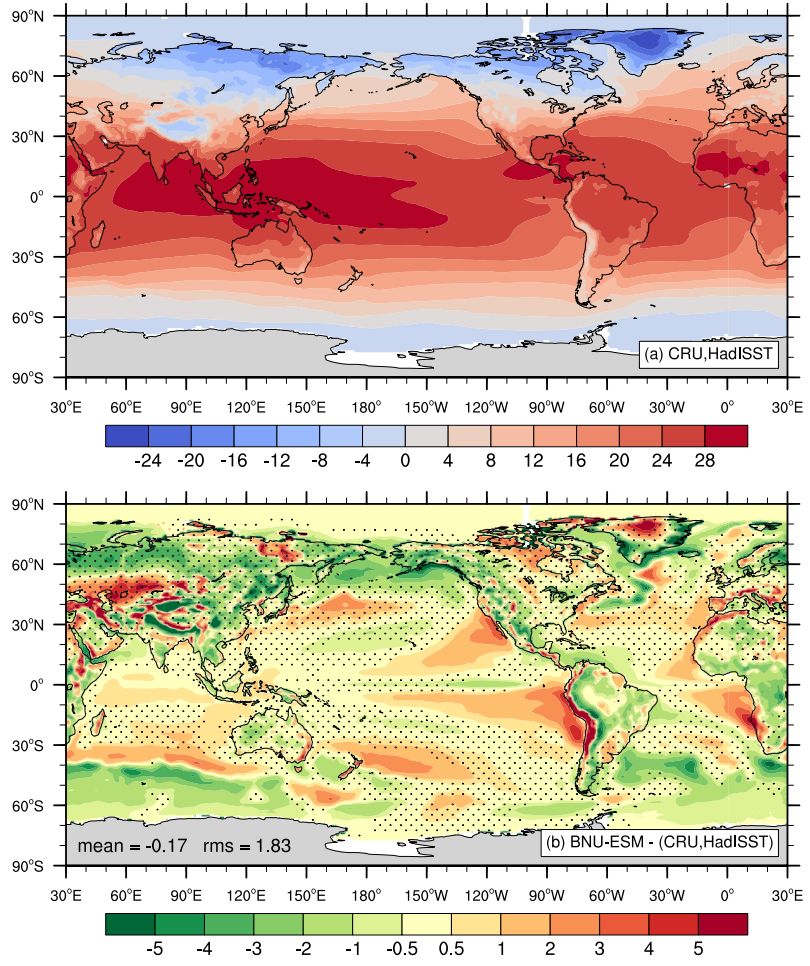 90°N
60°N
30°N
0°
30°S
60°S
90°S
(a) CRU,HadISST
30°E 60°E 90°E 120°E 150°E 180° 150°W 120°W 90°W 60°W 30°W 0° 30°E
-24 -20 -16 -12 -8 -4 0 4 8 12 16 20 24 28
90°N
60°N
30°N
0°
30°S
60°S
mean = -0.17 rms = 1.83 (b) BNU-ESM - (CRU,HadISST)
90°S
30°E 60°E 90°E 120°E 150°E 180° 150°W 120°W 90°W 60°W 30°W 0° 30°E
-5 -4 -3 -2 -1 -0.5 0.5 1 2 3 4 5